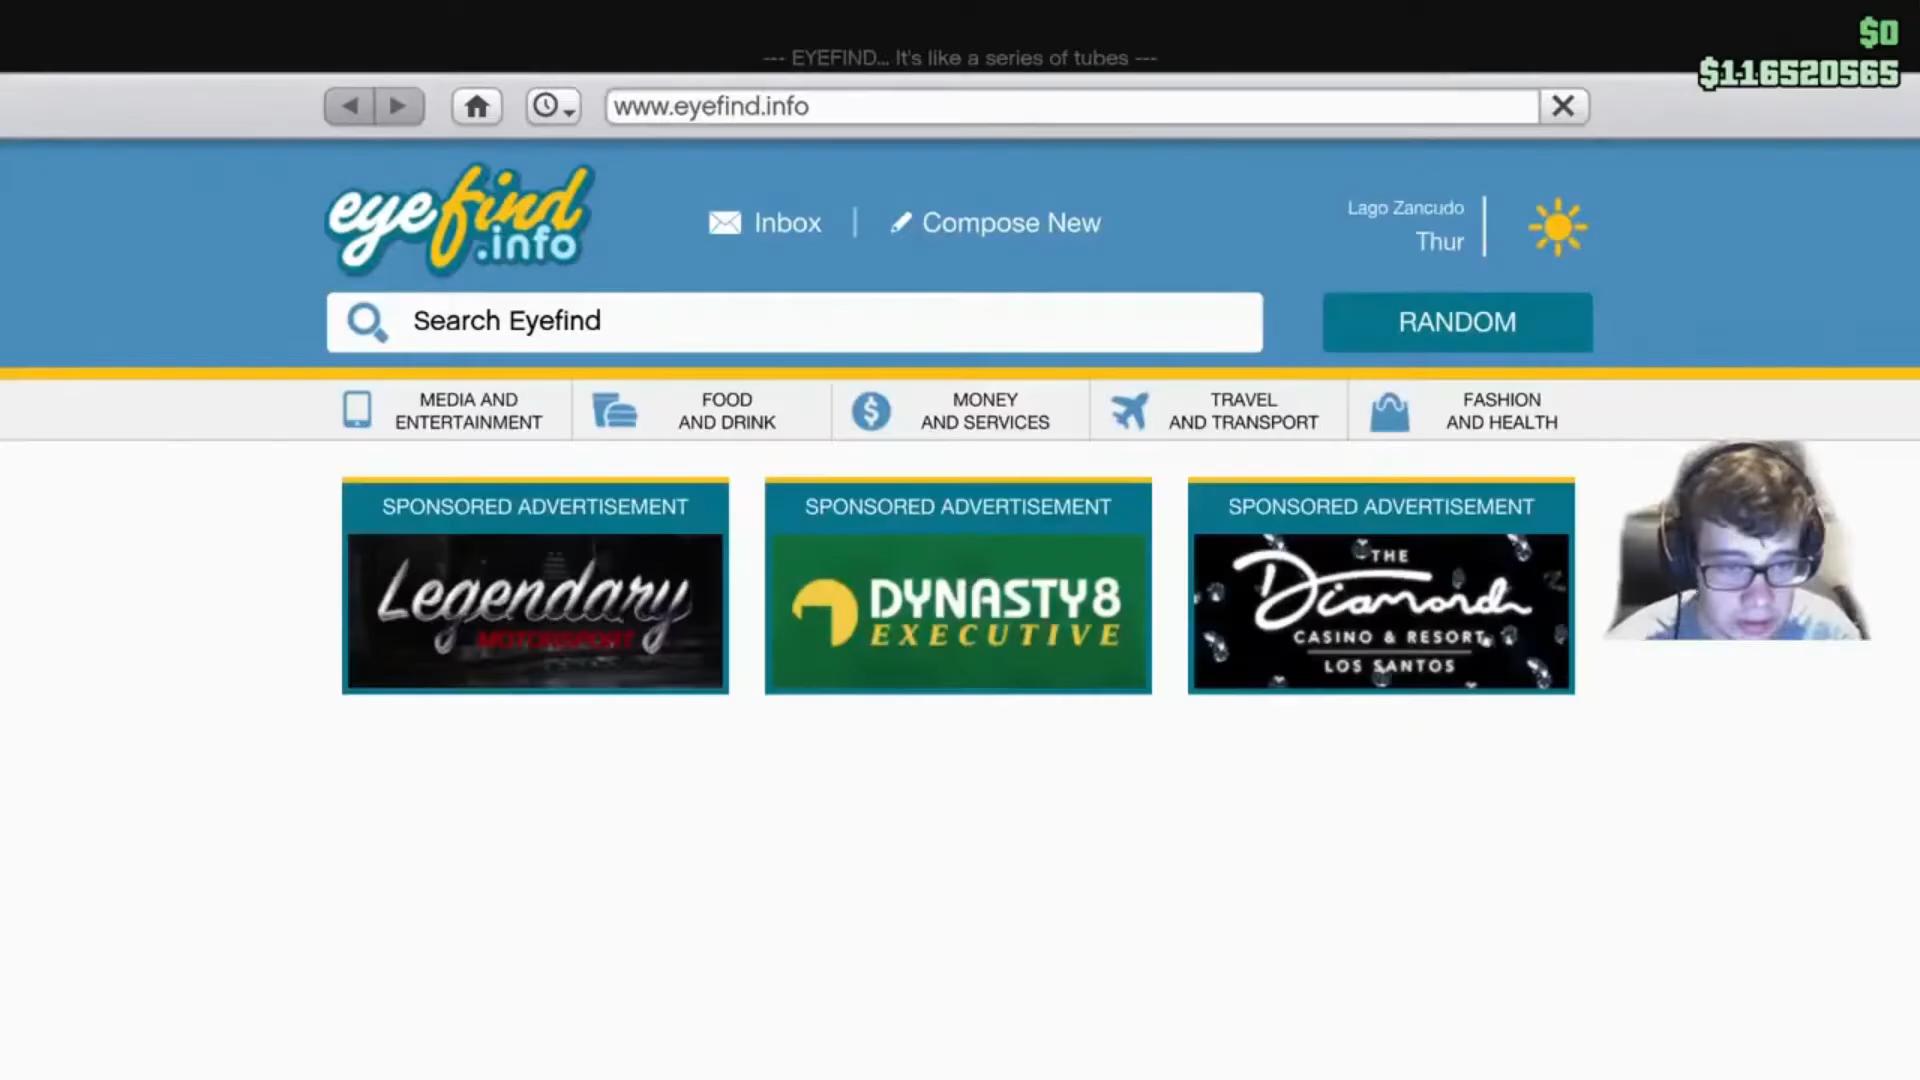 $0
--- EYEFIND... It's like a series of tubes ---
$116520565
www.eyefind.info
eyefind
.info
Inbox
Compose New
Lago Zancudo
Thur
Search Eyefind
RANDOM
MEDIA AND
ENTERTAINMENT
FOOD
AND DRINK
MONEY
AND SERVICES
TRAVEL
AND TRANSPORT
FASHION
AND HEALTH
SPONSORED ADVERTISEMENT
Legendary
MOTORSPORT
SPONSORED ADVERTISEMENT
DYNASTY8
EXECUTIVE
SPONSORED ADVERTISEMENT
THE
Diamond
CASINO & RESORT
LOS SANTOS